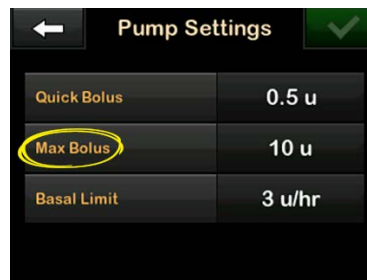 Pump Settings
Quick Bolus 0.5 u
Max Bolus 10 u
Basal Limit 3 u/hr